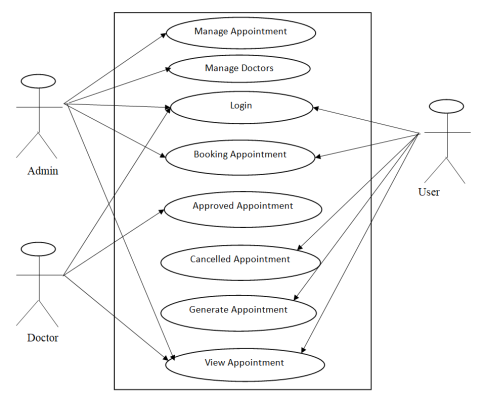 Manage Appointment
Manage Doctors
Login
Booking Appointment
Admin
User
Approved Appointment
Cancelled Appointment
Generate Appointment
Doctor
View Appointment